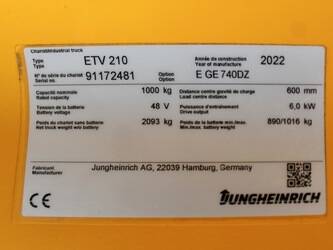 Chariot/Industrial truck
Type ETV 210 Année de construction 2022
Type Year of manufacture
N° de série du chariot 91172481 Option E GE 740DZ
Serial no. Option
Capacité nominale 1000 kg Distance centre gravité de charge 600 mm
Rated capacity Load centre distance
Tension de la batterie 48 V Puissance d'entraînement 6,0 kW
Battery voltage Drive output
Poids du chariot sans batterie 2093 kg Poids de la batterie min./max. 890/1016 kg
Net truck weight w/o battery Min./max. battery weight
Fabricant Jungheinrich AG, 22039 Hamburg, Germany
Manufacturer
CE JUNGHEINRICH